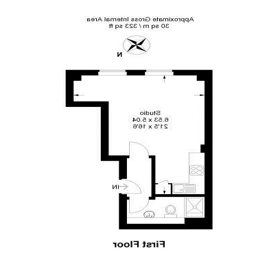 Approximate Gross Internal Area
30 sq m / 323 sq ft
N
Studio
6.53 x 5.04
21'5 x 16'6
IN
First Floor